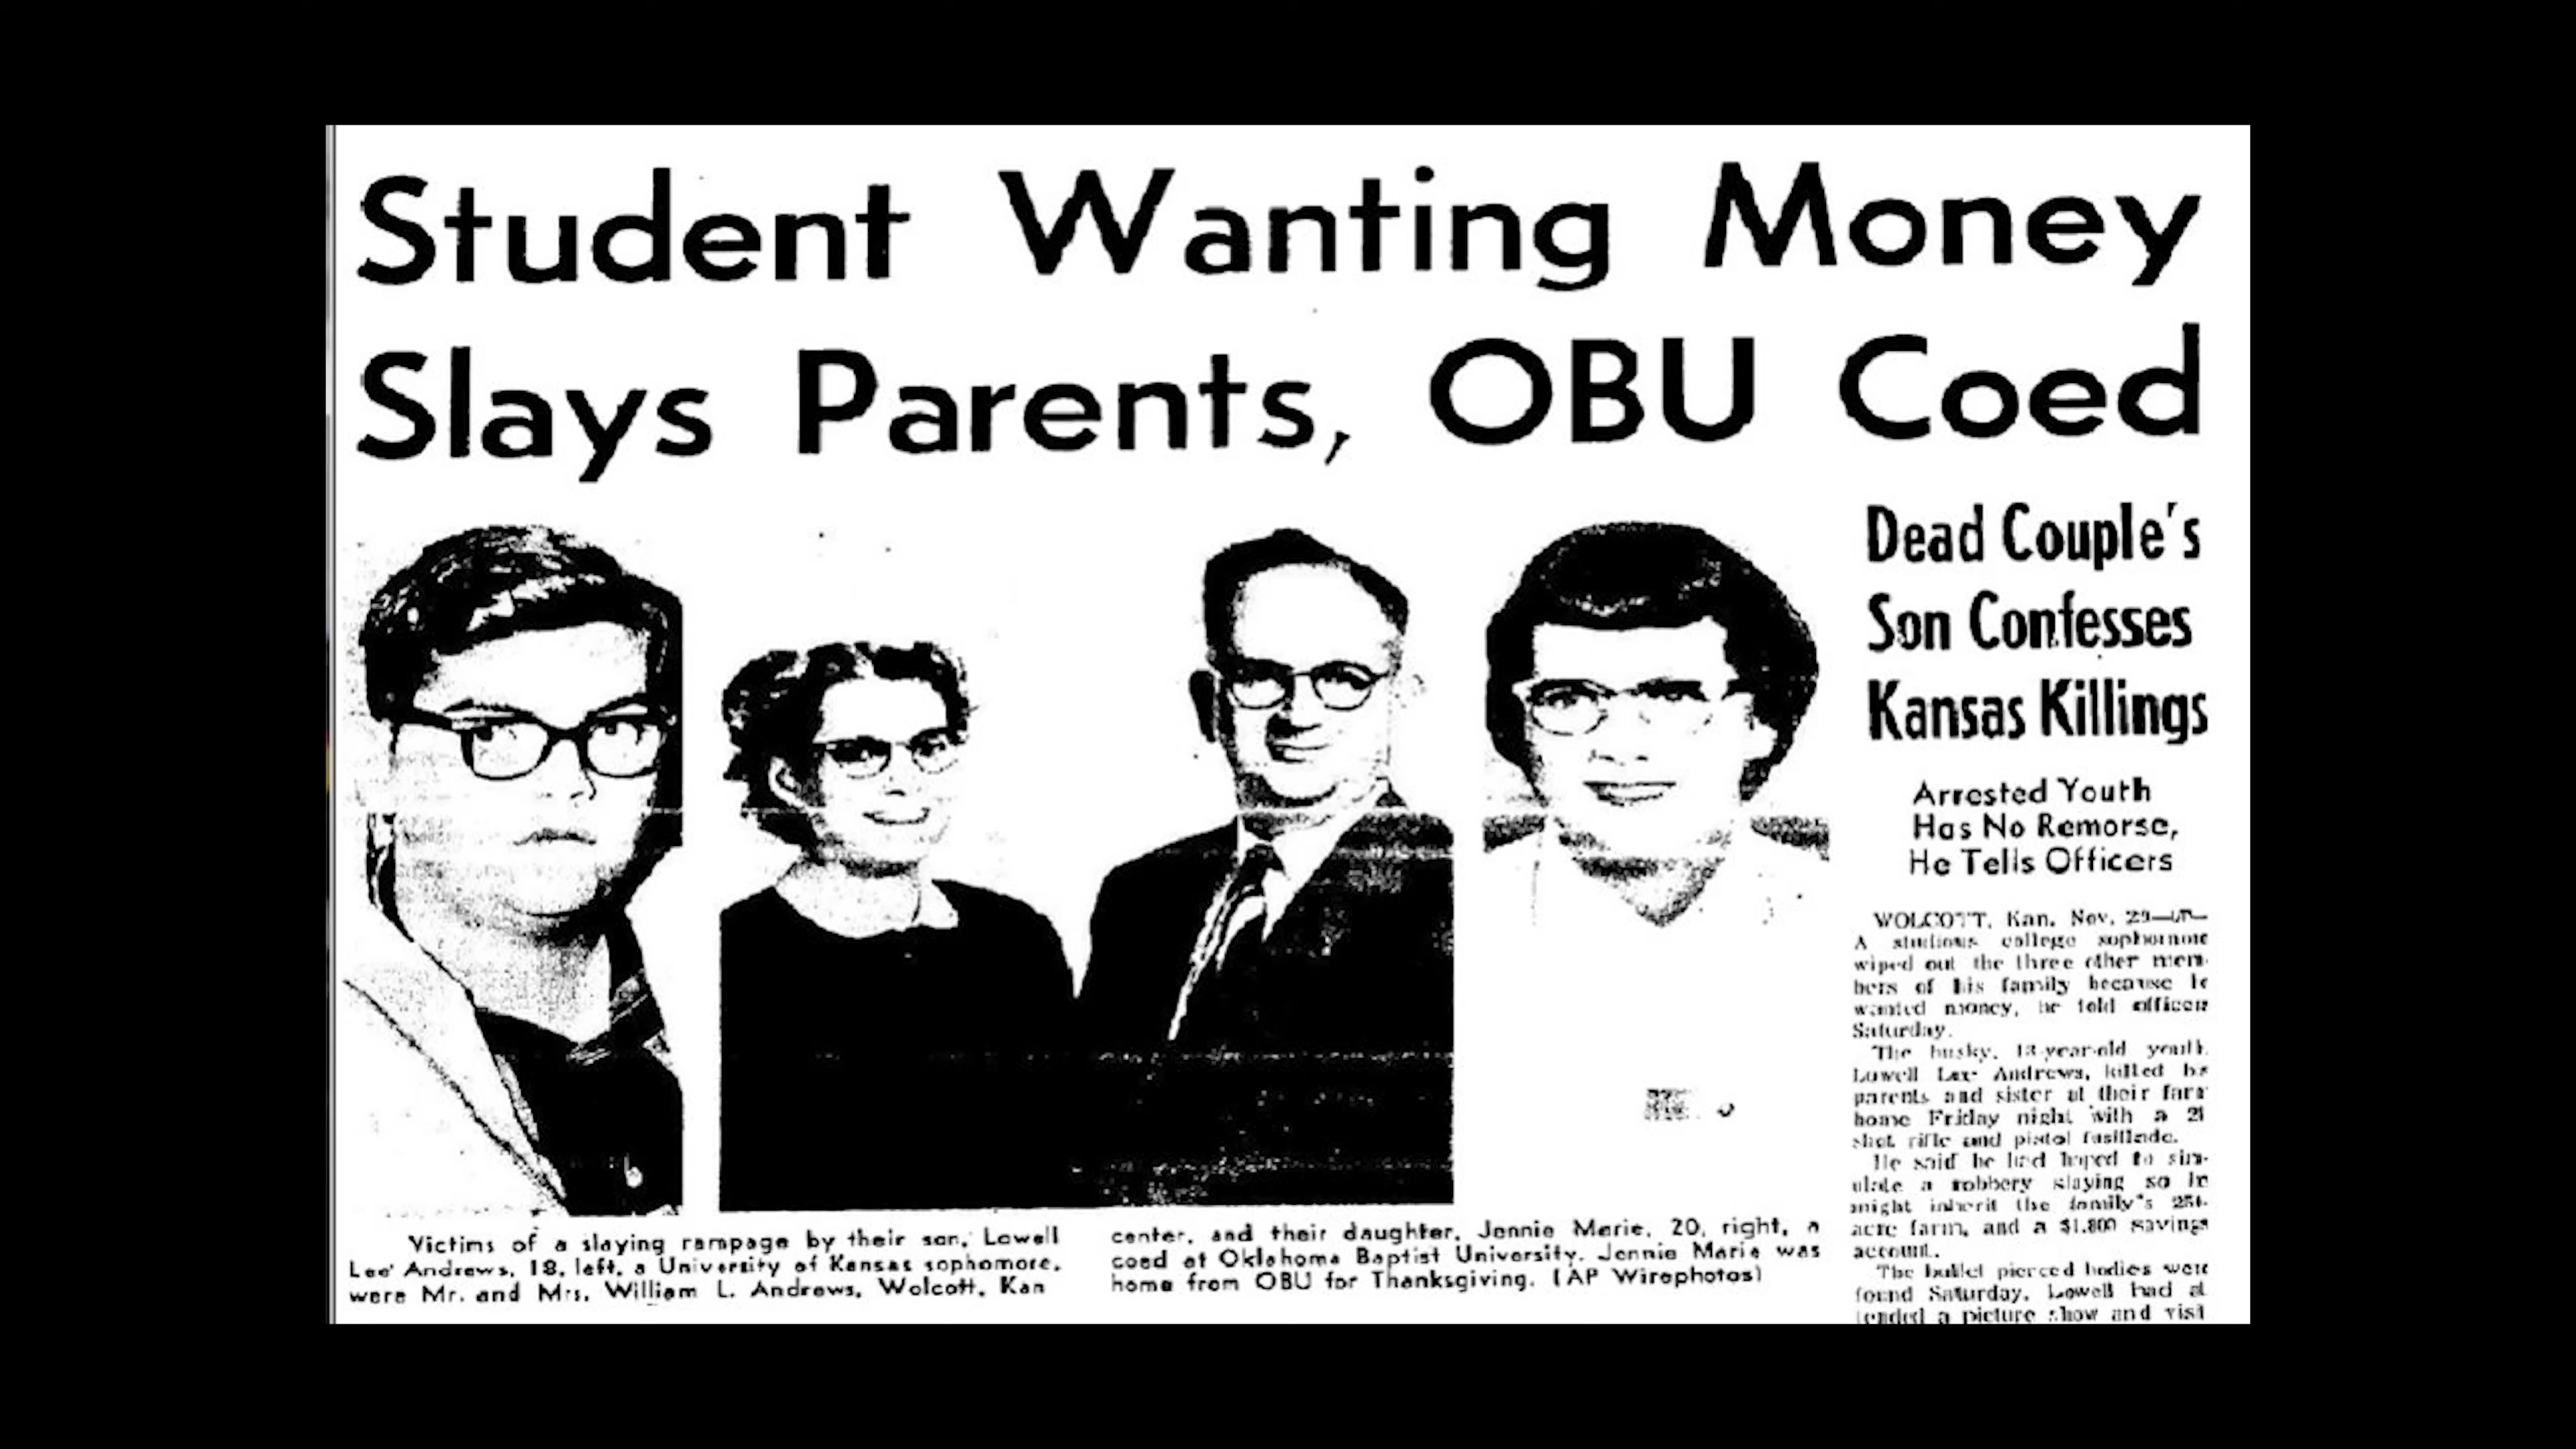 Student Wanting Money
Slays Parents, OBU Coed
Dead Couple's
Son Confesses
Kansas Killings
Arrested Youth
Has No Remorse,
He Tells Officers
WOLCOTT, Kan. Nov. 29—
A studious college sophomore
wiped out the three other mem-
bers of his family because he
wanted money, he told officers
Saturday.
The husky, 18-year-old youth,
Lowell Lee Andrews, killed his
parents and sister at their farm
home Friday night with a 21
shot rifle and pistol fusillade.
He said he had hoped to sim-
ulate a robbery slaying so he
might inherit the family's
acre farm, and a $1,800 savings
account.
The bullet pierced bodies were
found Saturday. Lowell had at
tended a picture show and visit
Victims of a slaying rampage by their son, Lowell
Lee Andrews, 18, left, a University of Kansas sophomore,
were Mr. and Mrs. William L. Andrews, Wolcott, Kan
center, and their daughter, Jennie Marie, 20, right, a
coed at Oklahoma Baptist University. Jennie Marie was
home from OBU for Thanksgiving. (AP Wirephotos)